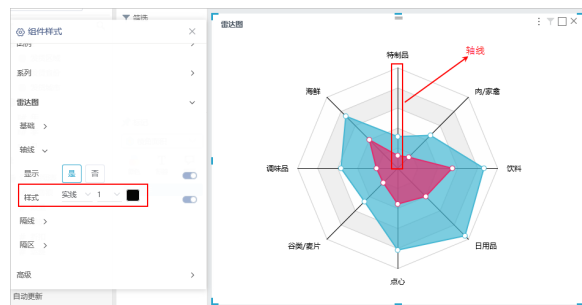 筛选
组件样式
系列
雷达图
基础
轴线
显示
是
否
样式
实线
1
隔线
隔区
高级
自动更新
雷达图
轴线
特制品
肉/家禽
饮料
日用品
点心
谷类/麦片
调味品
海鲜